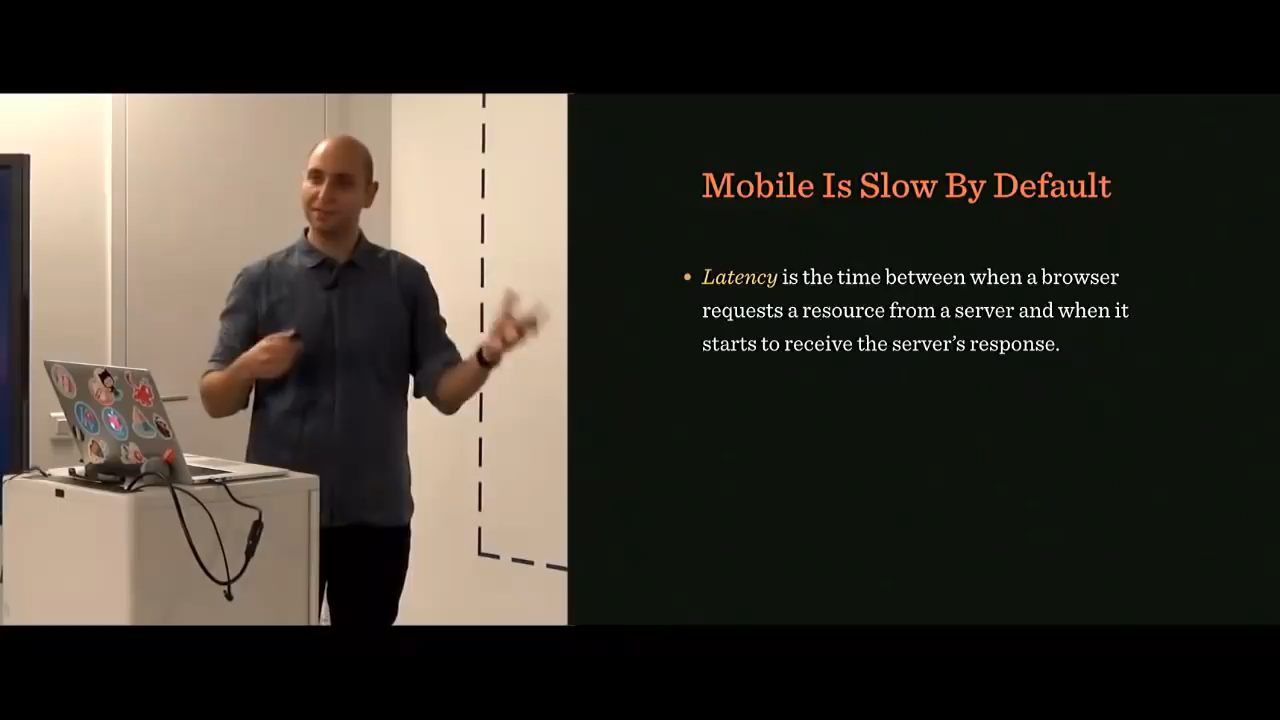 Mobile Is Slow By Default
• Latency is the time between when a browser
requests a resource from a server and when it
starts to receive the server’s response.